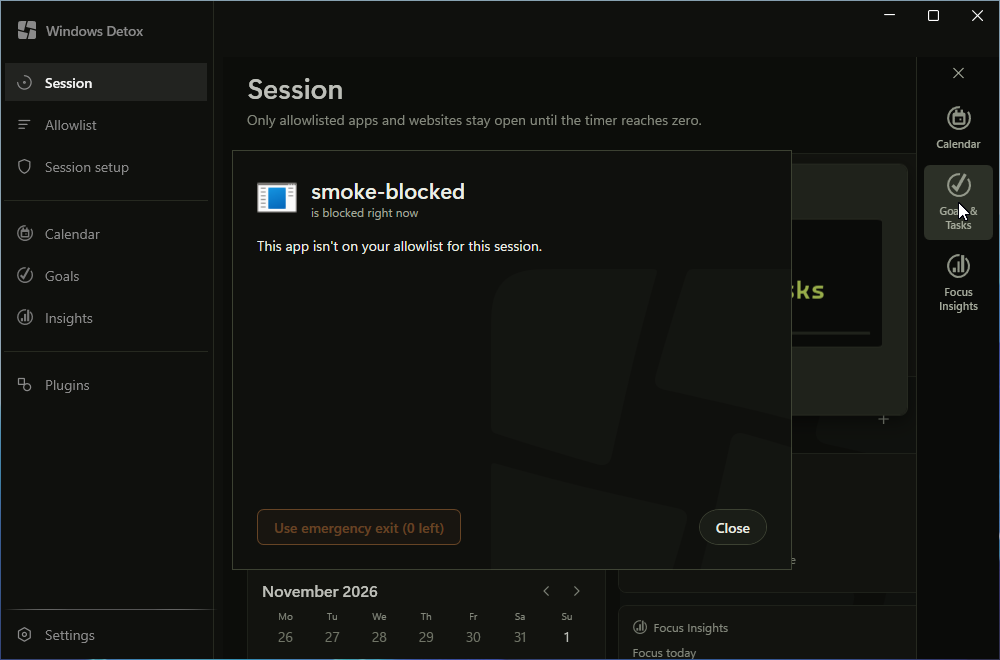 Windows Detox
Session
Allowlist
Session setup
Calendar
Goals
Insights
Plugins
Settings
Session
Only allowlisted apps and websites stay open until the timer reaches zero.
smoke-blocked
is blocked right now
This app isn't on your allowlist for this session.
Use emergency exit (0 left)
Close
sks
November 2026
Mo Tu We Th Fr Sa Su
26 27 28 29 30 31 1
Focus Insights
Focus today
Calendar
Goals &
Tasks
Focus
Insights